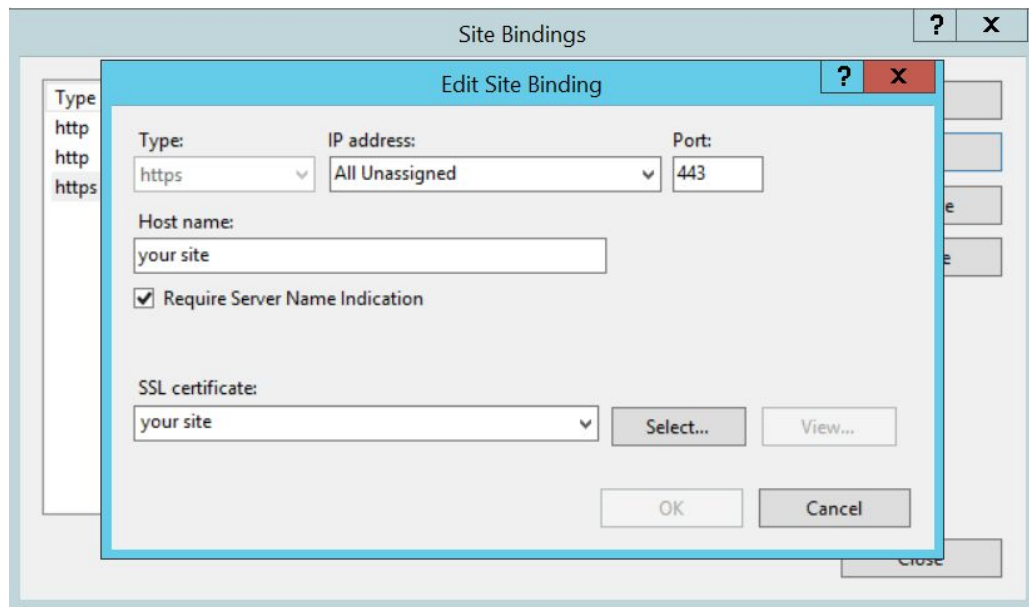 Site Bindings
? X
Edit Site Binding
? X
Type
http
http
https
Type:
IP address:
Port:
https
All Unassigned
443
Host name:
your site
Require Server Name Indication
SSL certificate:
your site
Select...
View...
OK
Cancel
e
e
Close